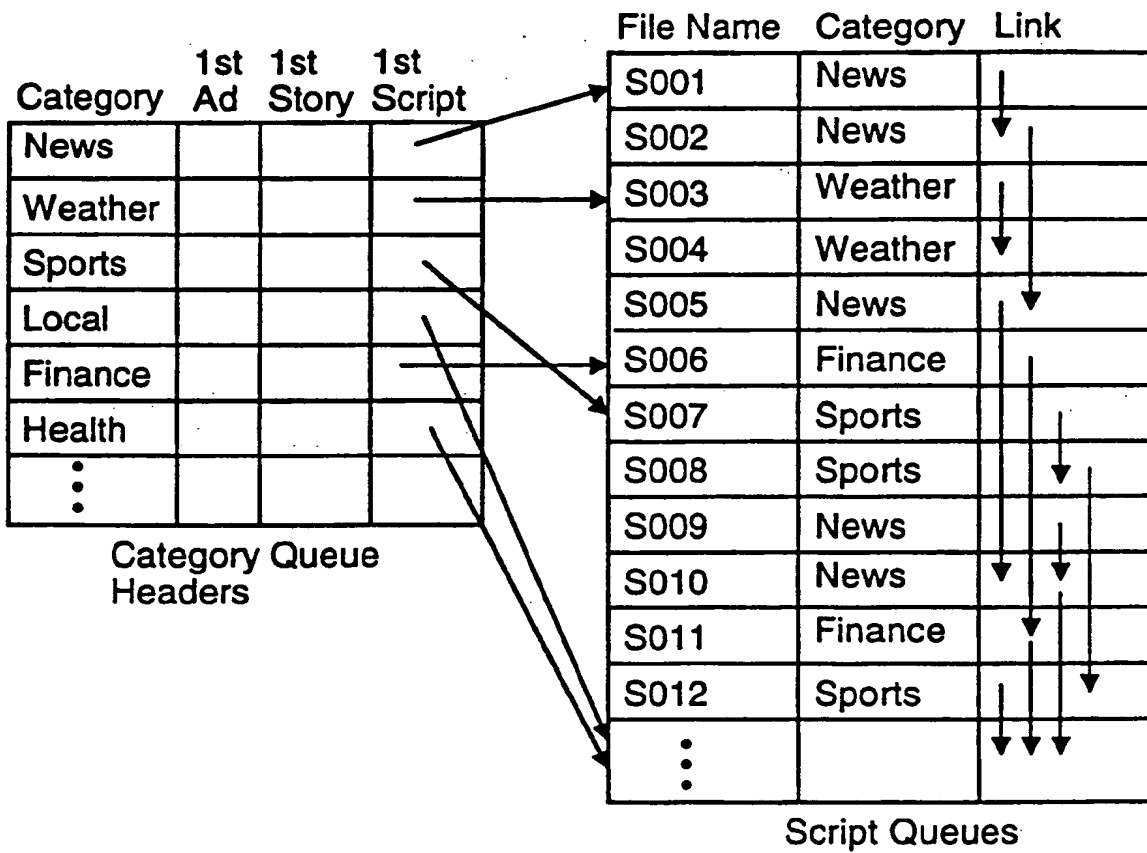 Category 1st Ad 1st Story 1st Script
News
Weather
Sports
Local
Finance
Health
Category Queue
Headers
File Name Category Link
S001 News
S002 News
S003 Weather
S004 Weather
S005 News
S006 Finance
S007 Sports
S008 Sports
S009 News
S010 News
S011 Finance
S012 Sports
Script Queues